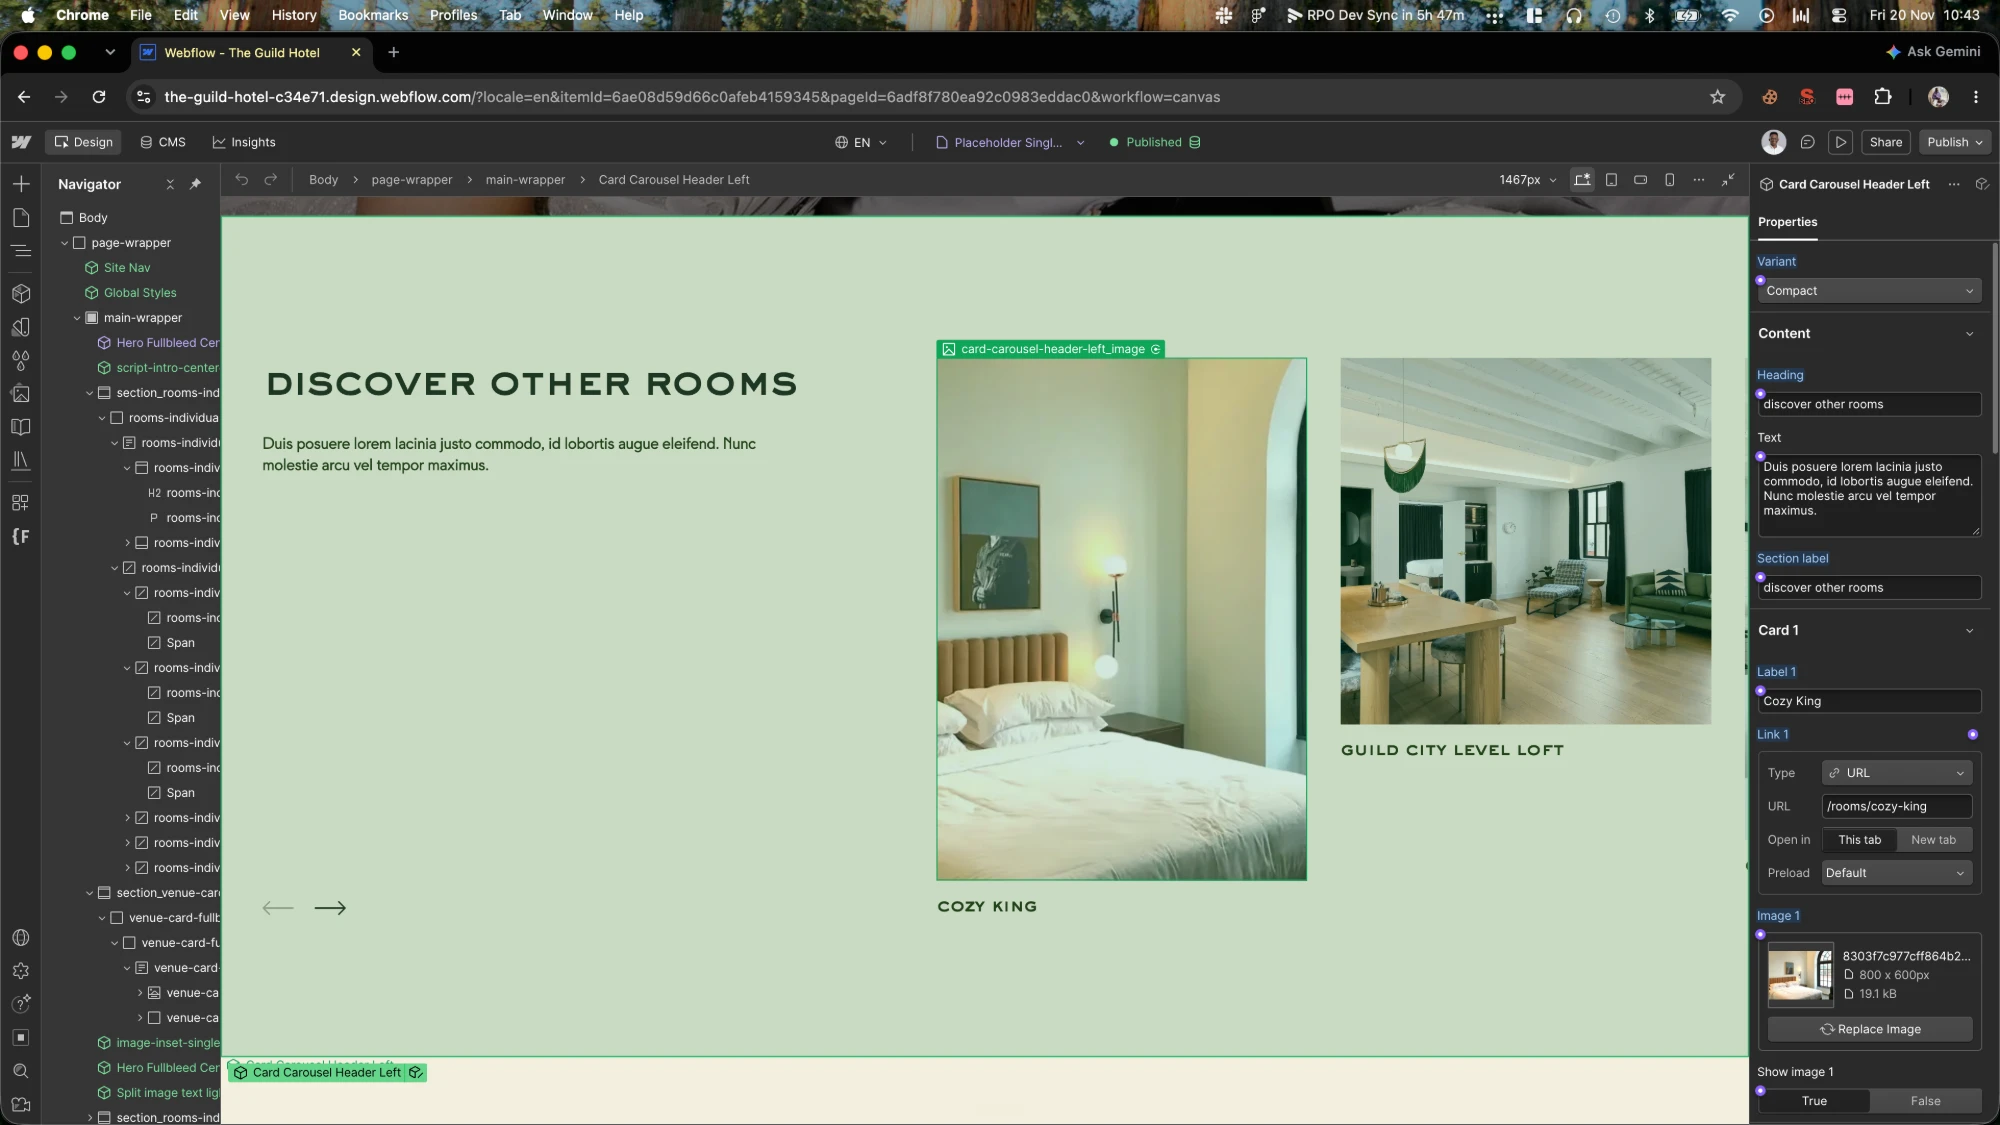 Chrome File Edit View History Bookmarks Profiles Tab Window Help
RPO Dev Sync in 5h 47m
Fri 20 Nov 10:43
Webflow - The Guild Hotel
Ask Gemini
the-guild-hotel-c34e71.design.webflow.com/?locale=en&itemId=6ae08d59d66c0afeb4159345&pageId=6adf8f780ea92c0983eddac0&workflow=canvas
Design CMS Insights
EN
Placeholder Singl...
Published
Share
Publish
Navigator
Body
page-wrapper
Site Nav
Global Styles
main-wrapper
Hero Fullbleed Cer
script-intro-center
section_rooms-ind
rooms-individua
rooms-individu
rooms-indiv
H2 rooms-inc
P rooms-inc
rooms-indiv
rooms-individu
rooms-indiv
rooms-inc
Span
rooms-indiv
rooms-inc
Span
rooms-indiv
rooms-inc
Span
rooms-indiv
rooms-indiv
rooms-indiv
section_venue-card
venue-card-fullb
venue-card-fu
venue-card-
venue-ca
venue-ca
image-inset-single
Hero Fullbleed Cer
Split image text lig
section_rooms-ind
Body > page-wrapper > main-wrapper > Card Carousel Header Left
1467px
card-carousel-header-left_image
DISCOVER OTHER ROOMS
Duis posuere lorem lacinia justo commodo, id lobortis augue eleifend. Nunc
molestie arcu vel tempor maximus.
COZY KING
GUILD CITY LEVEL LOFT
Card Carousel Header Left
Card Carousel Header Left
Card Carousel Header Left
Properties
Variant
Compact
Content
Heading
discover other rooms
Text
Duis posuere lorem lacinia justo
commodo, id lobortis augue eleifend.
Nunc molestie arcu vel tempor
maximus.
Section label
discover other rooms
Card 1
Label 1
Cozy King
Link 1
Type URL
URL /rooms/cozy-king
Open in This tab New tab
Preload Default
Image 1
8303f7c977cff864b2...
800 x 600px
19.1 kB
Replace Image
Show image 1
True False